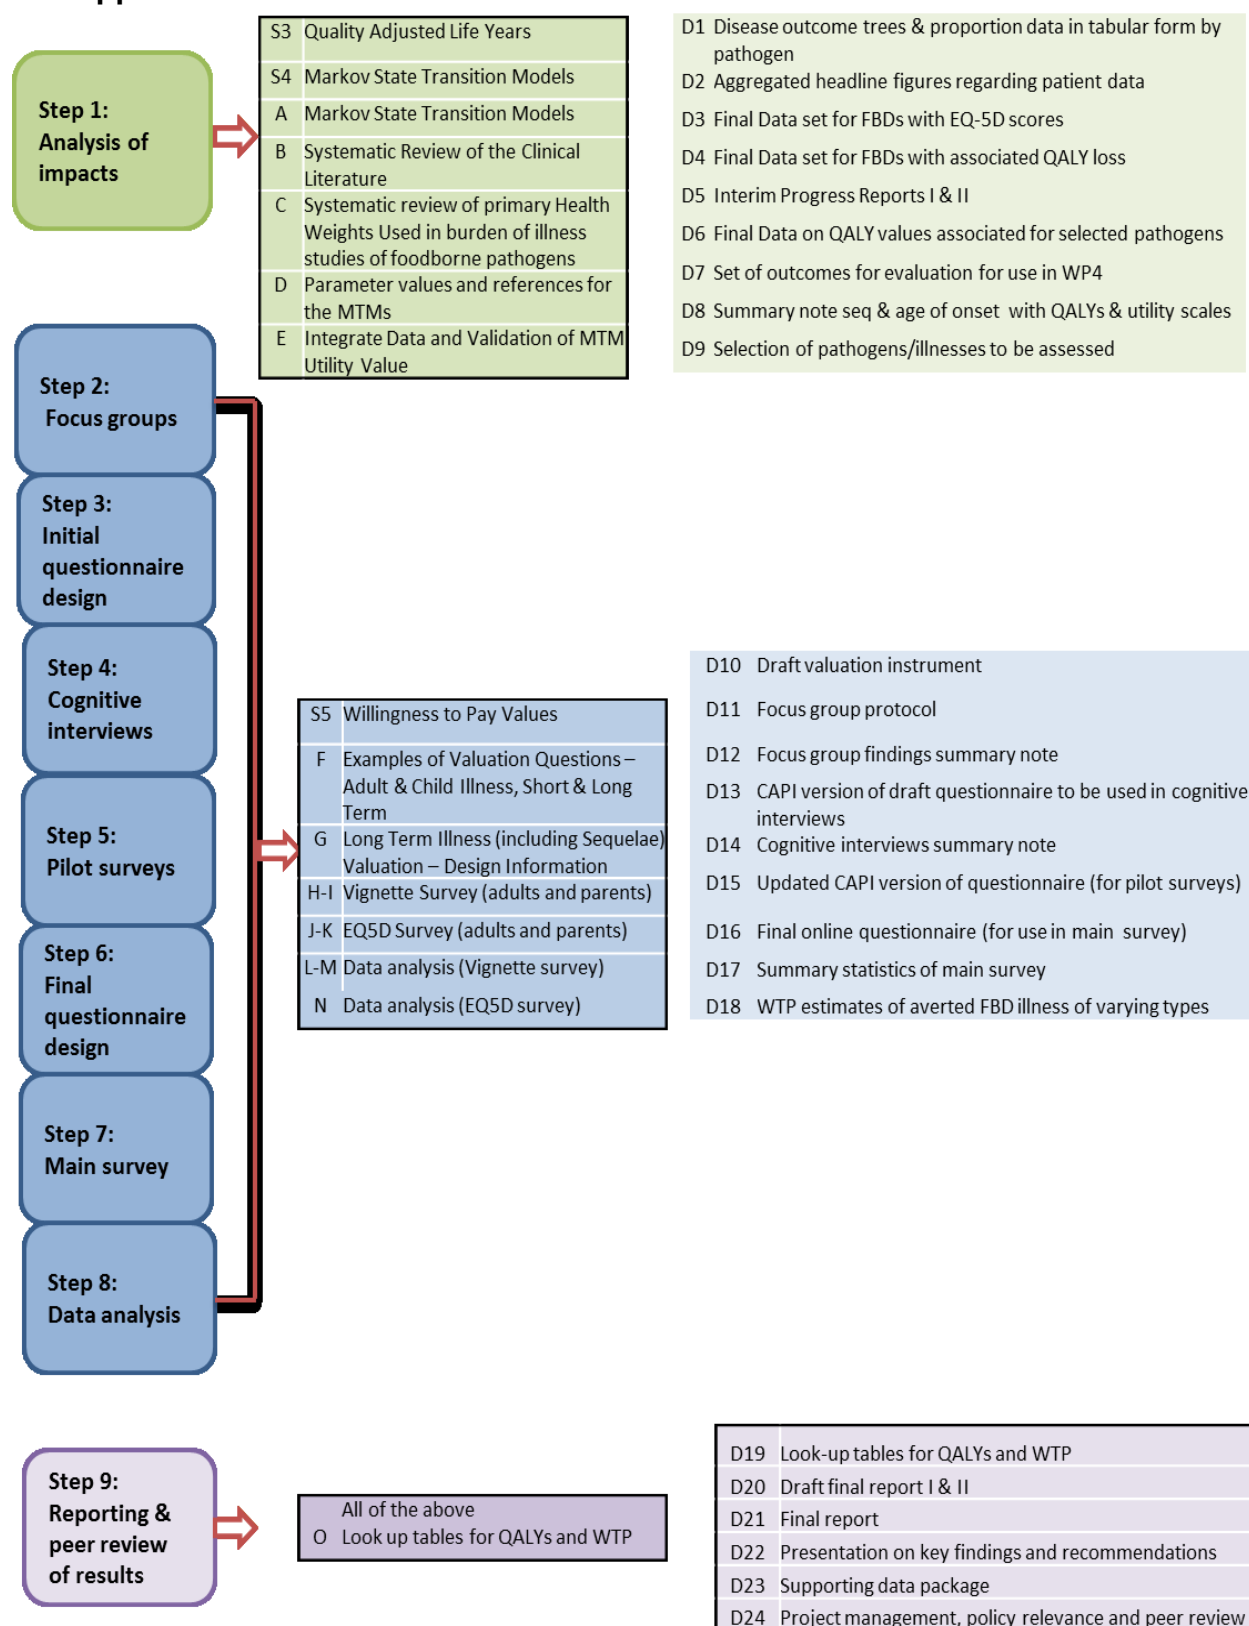 Step 1:
Analysis of
impacts
S3 Quality Adjusted Life Years
S4 Markov State Transition Models
A Markov State Transition Models
B Systematic Review of the Clinical
Literature
C Systematic review of primary Health
Weights Used in burden of illness
studies of foodborne pathogens
D Parameter values and references for
the MTMs
E Integrate Data and Validation of MTM
Utility Value
D1 Disease outcome trees & proportion data in tabular form by
pathogen
D2 Aggregated headline figures regarding patient data
D3 Final Data set for FBDs with EQ-5D scores
D4 Final Data set for FBDs with associated QALY loss
D5 Interim Progress Reports I & II
D6 Final Data on QALY values associated for selected pathogens
D7 Set of outcomes for evaluation for use in WP4
D8 Summary note seq & age of onset with QALYs & utility scales
D9 Selection of pathogens/illnesses to be assessed
Step 2:
Focus groups
Step 3:
Initial
questionnaire
design
Step 4:
Cognitive
interviews
Step 5:
Pilot surveys
Step 6:
Final
questionnaire
design
Step 7:
Main survey
Step 8:
Data analysis
S5 Willingness to Pay Values
F Examples of Valuation Questions –
Adult & Child Illness, Short & Long
Term
G Long Term Illness (including Sequelae)
Valuation – Design Information
H-I Vignette Survey (adults and parents)
J-K EQ5D Survey (adults and parents)
L-M Data analysis (Vignette survey)
N Data analysis (EQ5D survey)
D10 Draft valuation instrument
D11 Focus group protocol
D12 Focus group findings summary note
D13 CAPI version of draft questionnaire to be used in cognitive
interviews
D14 Cognitive interviews summary note
D15 Updated CAPI version of questionnaire (for pilot surveys)
D16 Final online questionnaire (for use in main survey)
D17 Summary statistics of main survey
D18 WTP estimates of averted FBD illness of varying types
Step 9:
Reporting &
peer review
of results
All of the above
O Look up tables for QALYs and WTP
D19 Look-up tables for QALYs and WTP
D20 Draft final report I & II
D21 Final report
D22 Presentation on key findings and recommendations
D23 Supporting data package
D24 Project management, policy relevance and peer review